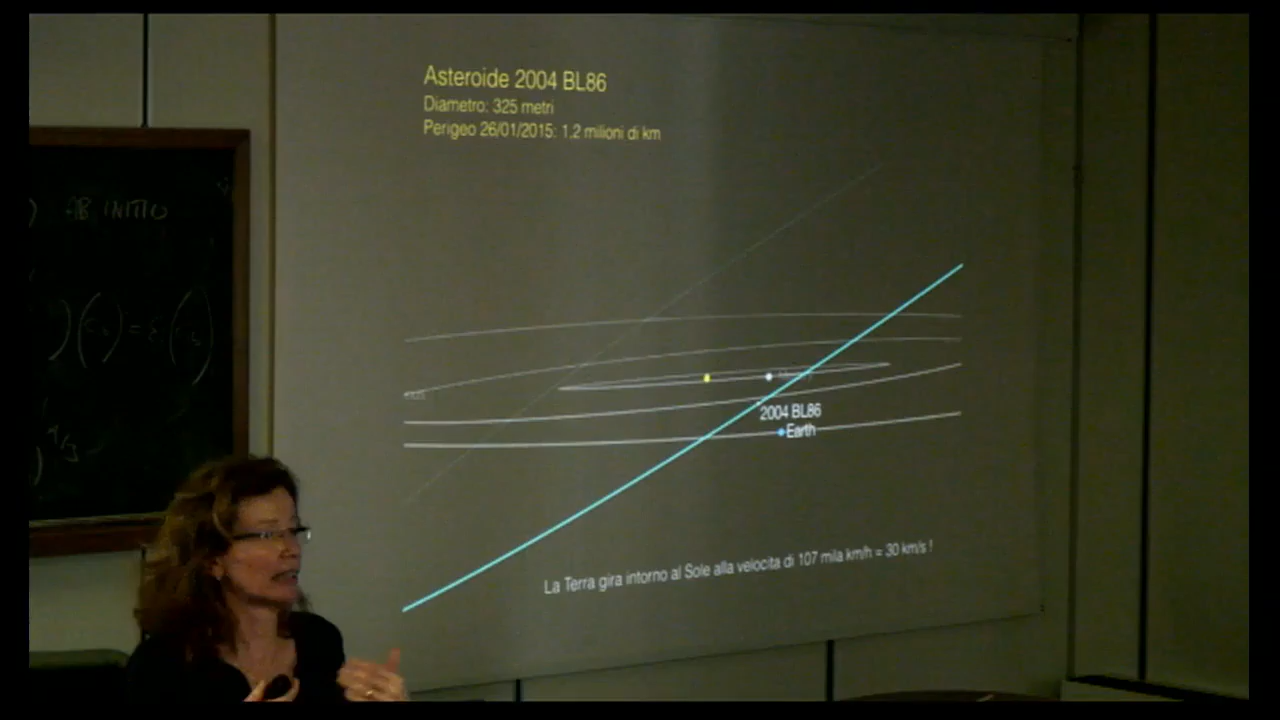 Asteroide 2004 BL86
Diametro: 325 metri
Perigeo 26/01/2015: 1.2 milioni di km
AB INITIO
2004 BL86
Earth
La Terra gira intorno al Sole alla velocita di 107 mila km/h = 30 km/s !